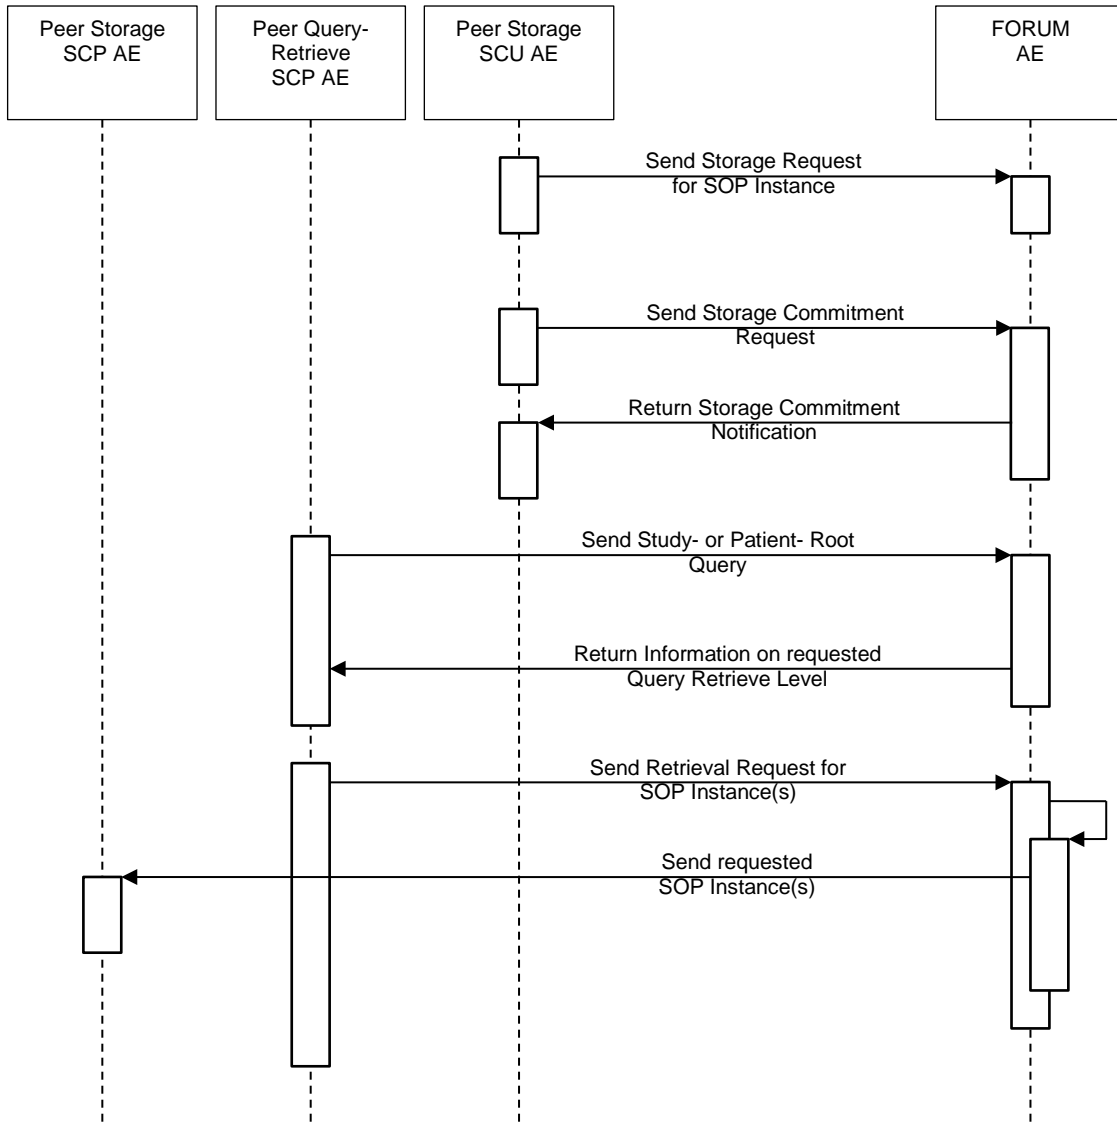 Peer Storage
SCP AE
Peer Query-
Retrieve
SCP AE
Peer Storage
SCU AE
FORUM
AE
Send Storage Request
for SOP Instance
Send Storage Commitment
Request
Return Storage Commitment
Notification
Send Study- or Patient- Root
Query
Return Information on requested
Query Retrieve Level
Send Retrieval Request for
SOP Instance(s)
Send requested
SOP Instance(s)